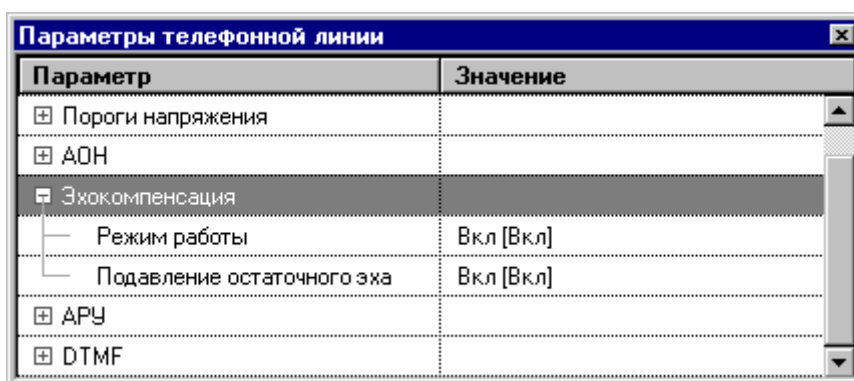 Параметры телефонной линии
Параметр Значение
Пороги напряжения
АОН
Эхокомпенсация
Режим работы Вкл [Вкл]
Подавление остаточного эха Вкл [Вкл]
АРУ
DTMF